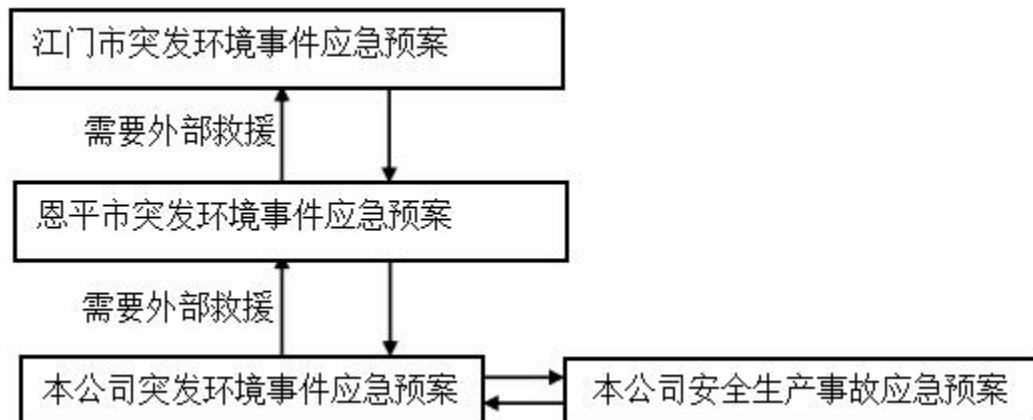 江门市突发环境事件应急预案
需要外部救援
恩平市突发环境事件应急预案
需要外部救援
本公司突发环境事件应急预案
本公司安全生产事故应急预案